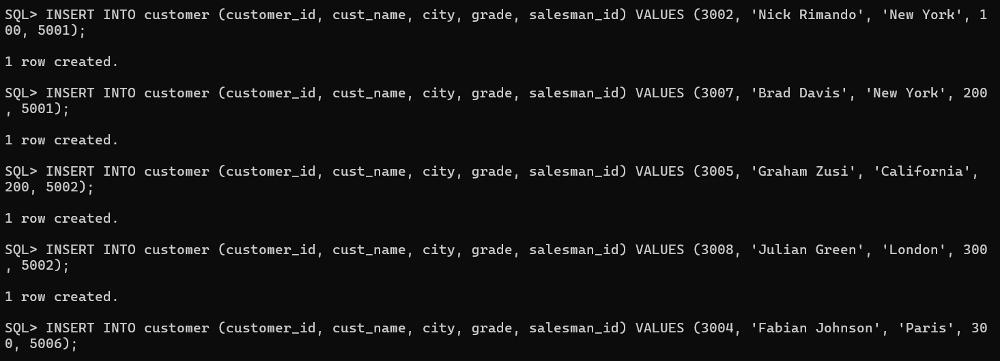 SQL> INSERT INTO customer (customer_id, cust_name, city, grade, salesman_id) VALUES (3002, 'Nick Rimando', 'New York', 1
00, 5001);
1 row created.
SQL> INSERT INTO customer (customer_id, cust_name, city, grade, salesman_id) VALUES (3007, 'Brad Davis', 'New York', 200
, 5001);
1 row created.
SQL> INSERT INTO customer (customer_id, cust_name, city, grade, salesman_id) VALUES (3005, 'Graham Zusi', 'California',
200, 5002);
1 row created.
SQL> INSERT INTO customer (customer_id, cust_name, city, grade, salesman_id) VALUES (3008, 'Julian Green', 'London', 300
, 5002);
1 row created.
SQL> INSERT INTO customer (customer_id, cust_name, city, grade, salesman_id) VALUES (3004, 'Fabian Johnson', 'Paris', 30
0, 5006);